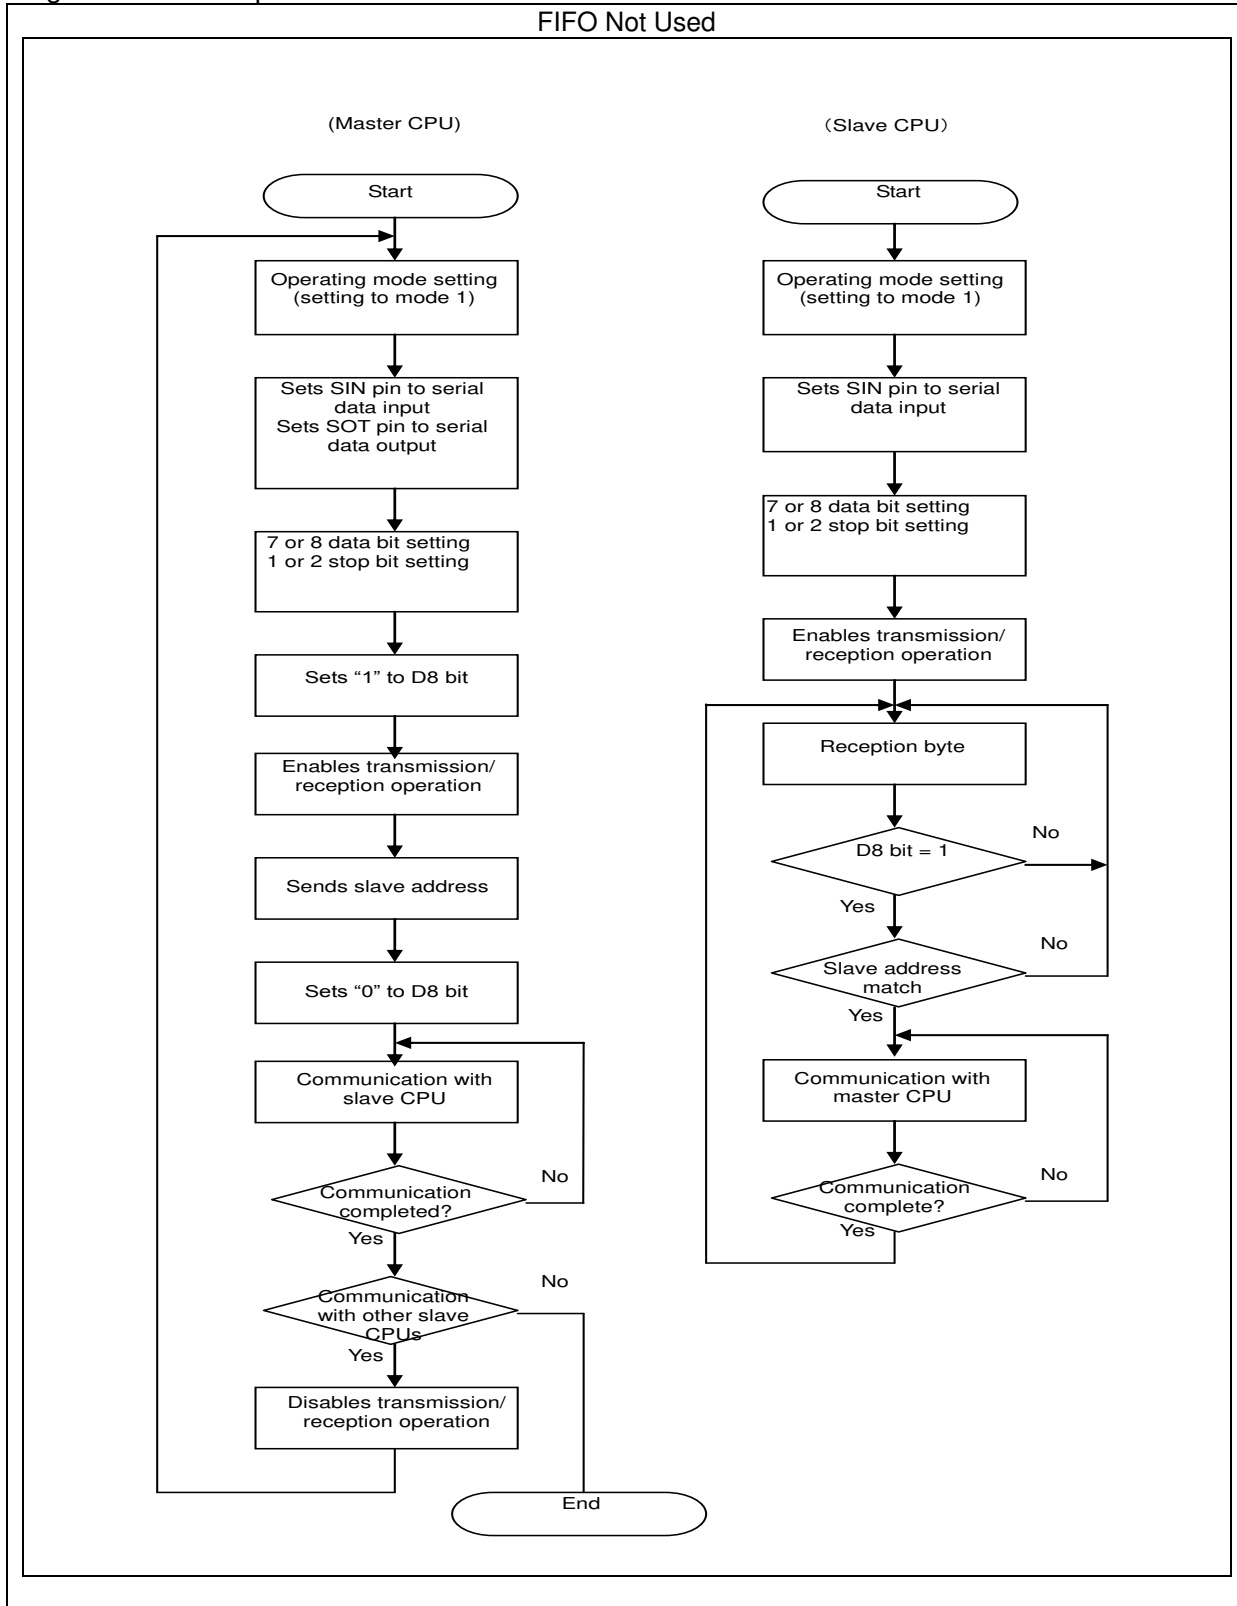 FIFO Not Used
(Master CPU)
Start
Operating mode setting
(setting to mode 1)
Sets SIN pin to serial
data input
Sets SOT pin to serial
data output
7 or 8 data bit setting
1 or 2 stop bit setting
Sets “1” to D8 bit
Enables transmission/
reception operation
Sends slave address
Sets “0” to D8 bit
Communication with
slave CPU
Communication
completed?
No
Yes
Communication
with other slave
CPUs
No
Yes
Disables transmission/
reception operation
End
(Slave CPU)
Start
Operating mode setting
(setting to mode 1)
Sets SIN pin to serial
data input
7 or 8 data bit setting
1 or 2 stop bit setting
Enables transmission/
reception operation
Reception byte
D8 bit = 1
No
Yes
Slave address
match
No
Yes
Communication with
master CPU
Communication
complete?
No
Yes